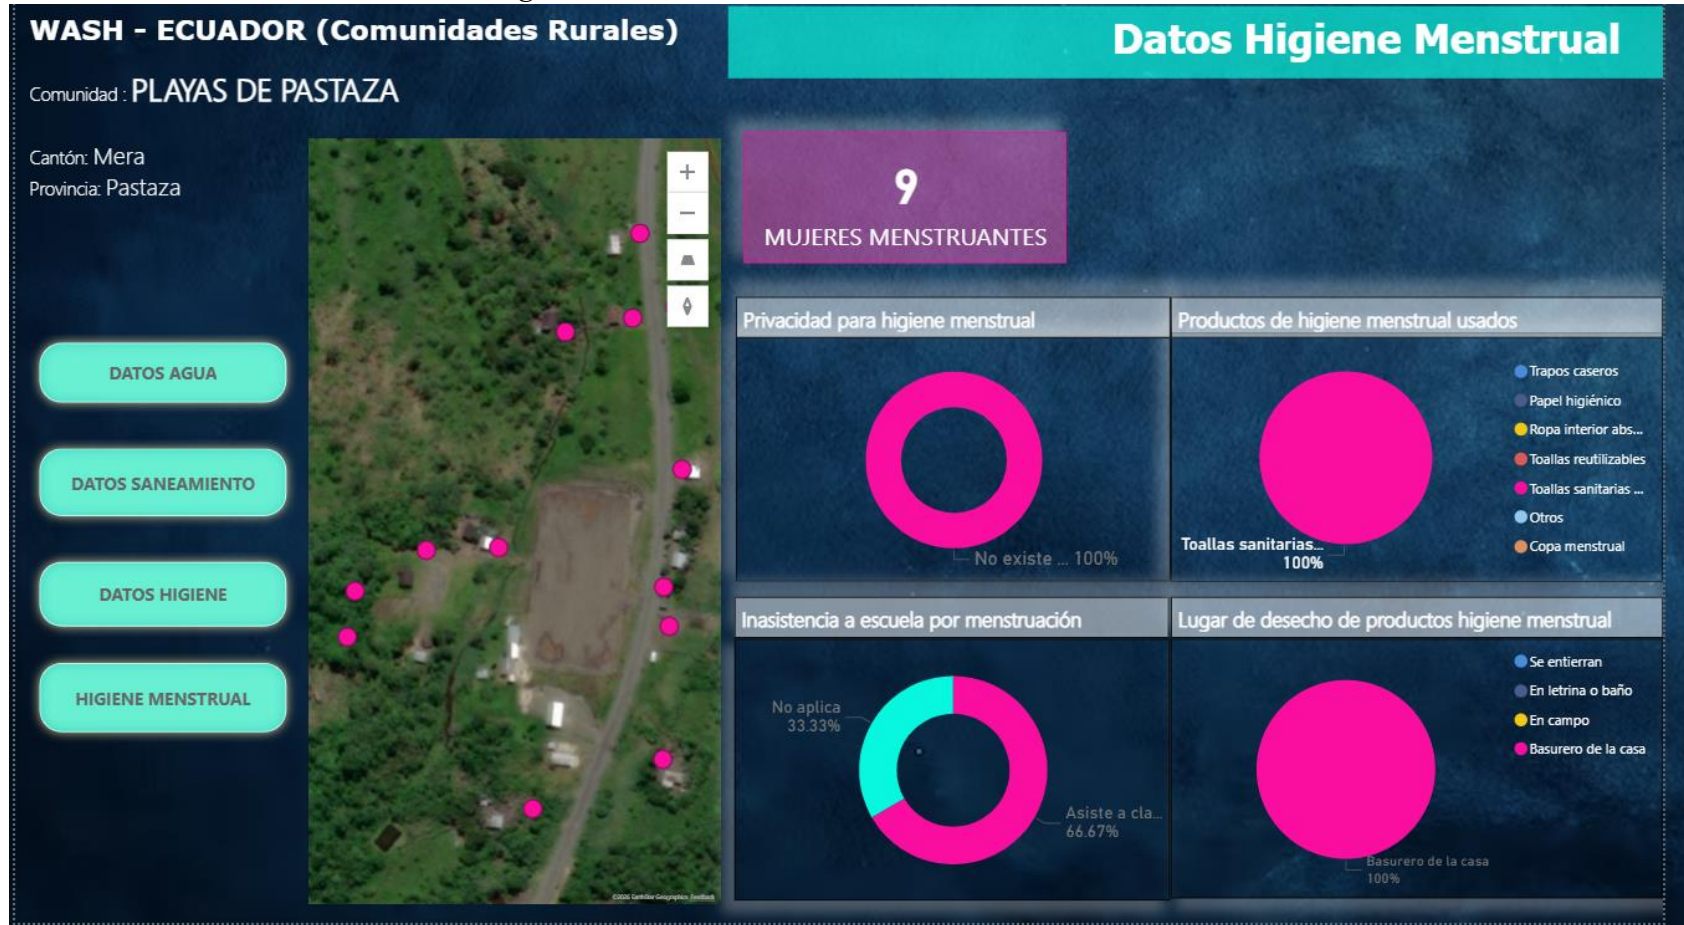 WASH - ECUADOR (Comunidades Rurales)
Datos Higiene Menstrual
Comunidad : PLAYAS DE PASTAZA
Cantón: Mera
Provincia: Pastaza
9
MUJERES MENSTRUANTES
DATOS AGUA
DATOS SANEAMIENTO
DATOS HIGIENE
HIGIENE MENSTRUAL
Privacidad para higiene menstrual
No existe ... 100%
Productos de higiene menstrual usados
Trapos caseros
Papel higiénico
Ropa interior abs...
Toallas reutilizables
Toallas sanitarias ...
Otros
Copa menstrual
Toallas sanitarias...
100%
Inasistencia a escuela por menstruación
No aplica
33.33%
Asiste a cla...
66.67%
Lugar de desecho de productos higiene menstrual
Se entierran
En letrina o baño
En campo
Basurero de la casa
Basurero de la casa
100%
Earthstar Geographics Feedback